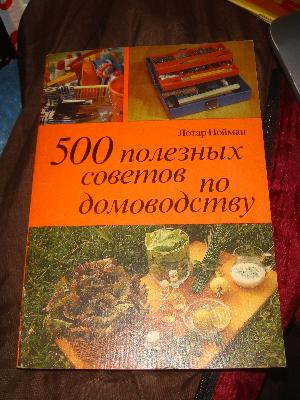 Лотар Нойман
500 полезных
советов по
домоводству